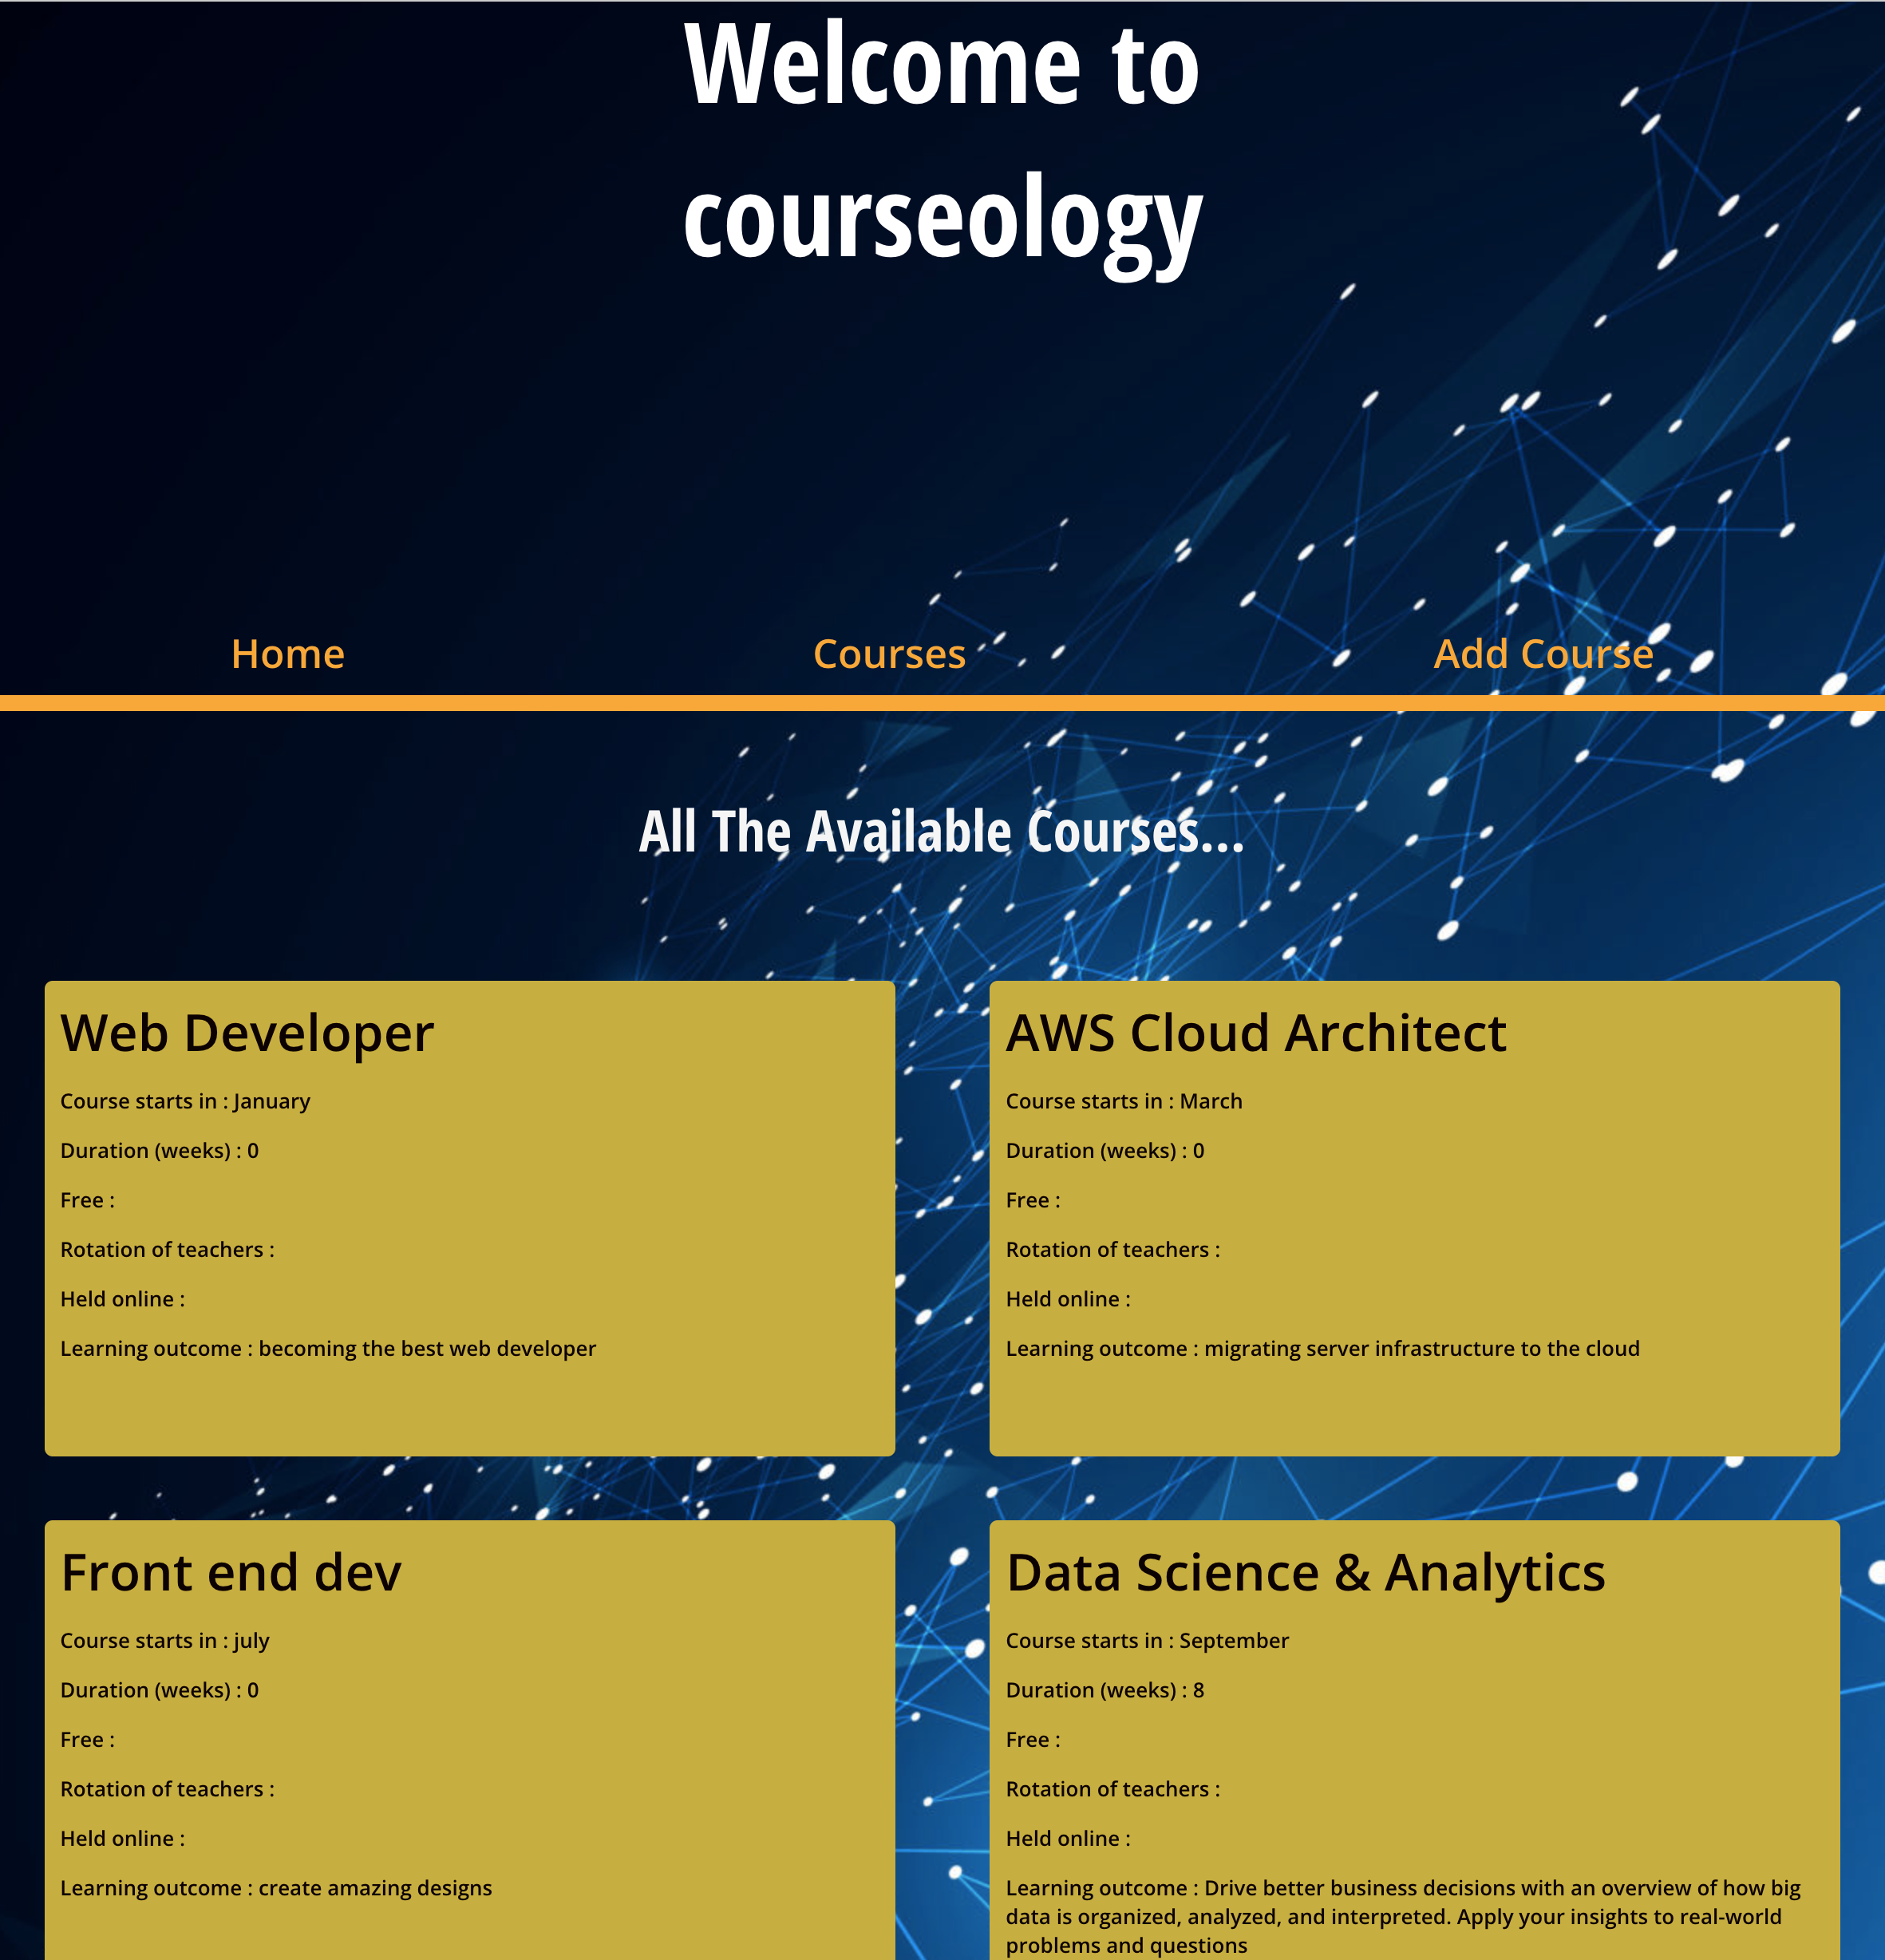 Welcome to
courseology
Home
Courses
Add Course
All The Available Courses...
Web Developer
Course starts in : January
Duration (weeks) : 0
Free :
Rotation of teachers :
Held online :
Learning outcome : becoming the best web developer
AWS Cloud Architect
Course starts in : March
Duration (weeks) : 0
Free :
Rotation of teachers :
Held online :
Learning outcome : migrating server infrastructure to the cloud
Front end dev
Course starts in : july
Duration (weeks) : 0
Free :
Rotation of teachers :
Held online :
Learning outcome : create amazing designs
Data Science & Analytics
Course starts in : September
Duration (weeks) : 8
Free :
Rotation of teachers :
Held online :
Learning outcome : Drive better business decisions with an overview of how big
data is organized, analyzed, and interpreted. Apply your insights to real-world
problems and questions